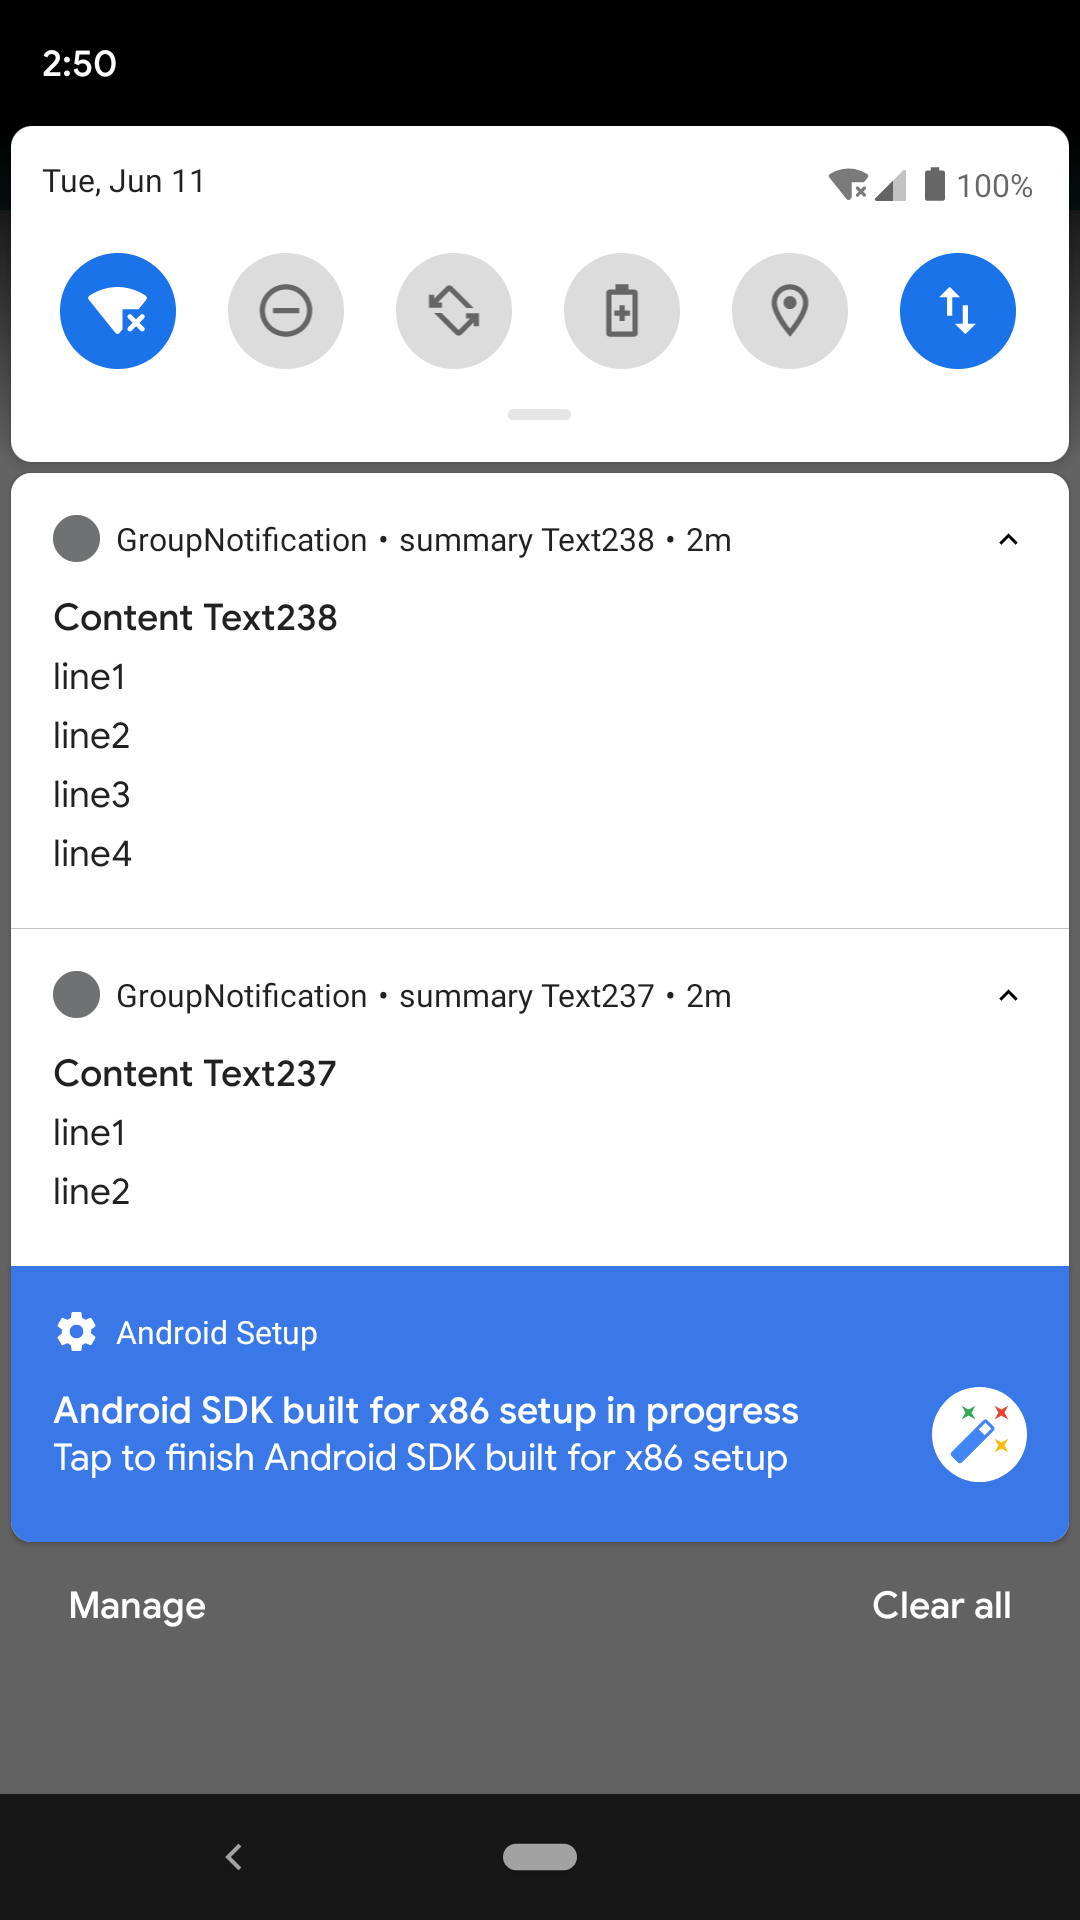 2:50
Tue, Jun 11
100%
GroupNotification • summary Text238 • 2m
Content Text238
line1
line2
line3
line4
GroupNotification • summary Text237 • 2m
Content Text237
line1
line2
Android Setup
Android SDK built for x86 setup in progress
Tap to finish Android SDK built for x86 setup
Manage
Clear all